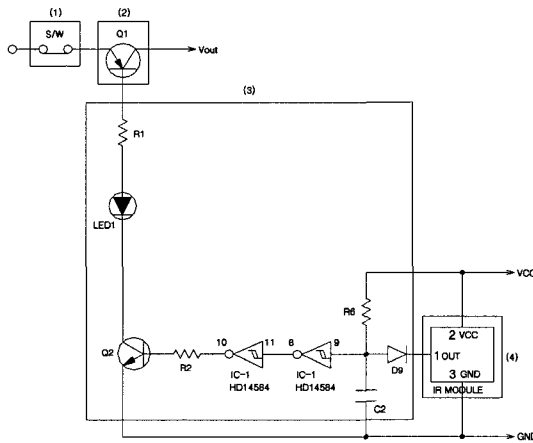 (1)
(2)
S/W
Q1
Vout
(3)
R1
LED1
VCC
R6
2 VCC
10
11
8
9
1 OUT
(4)
Q2
R2
D9
3 GND
IC-1
IC-1
IR MODULE
HD14584
HD14584
C2
GND